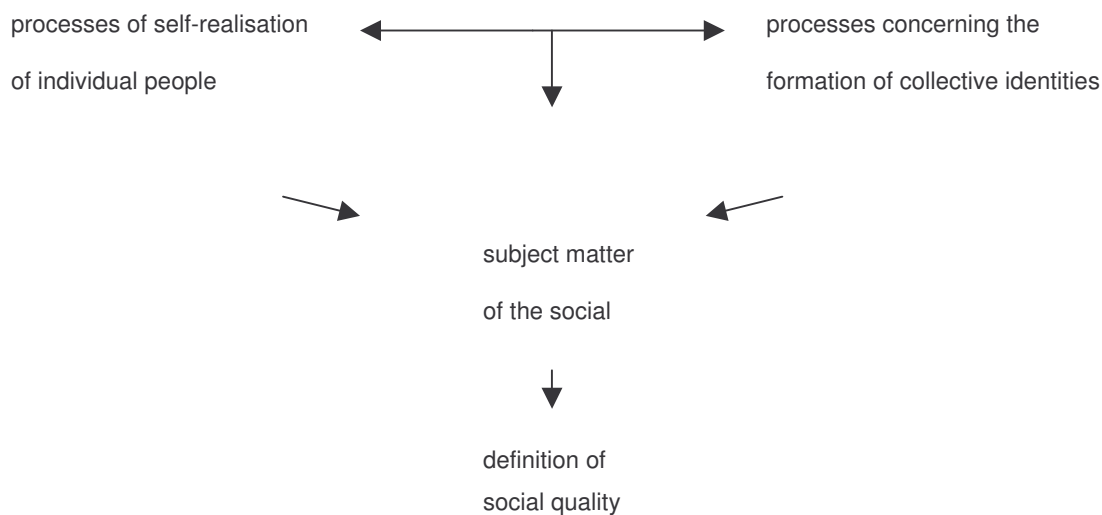 processes of self-realisation
of individual people
processes concerning the
formation of collective identities
subject matter
of the social
definition of
social quality